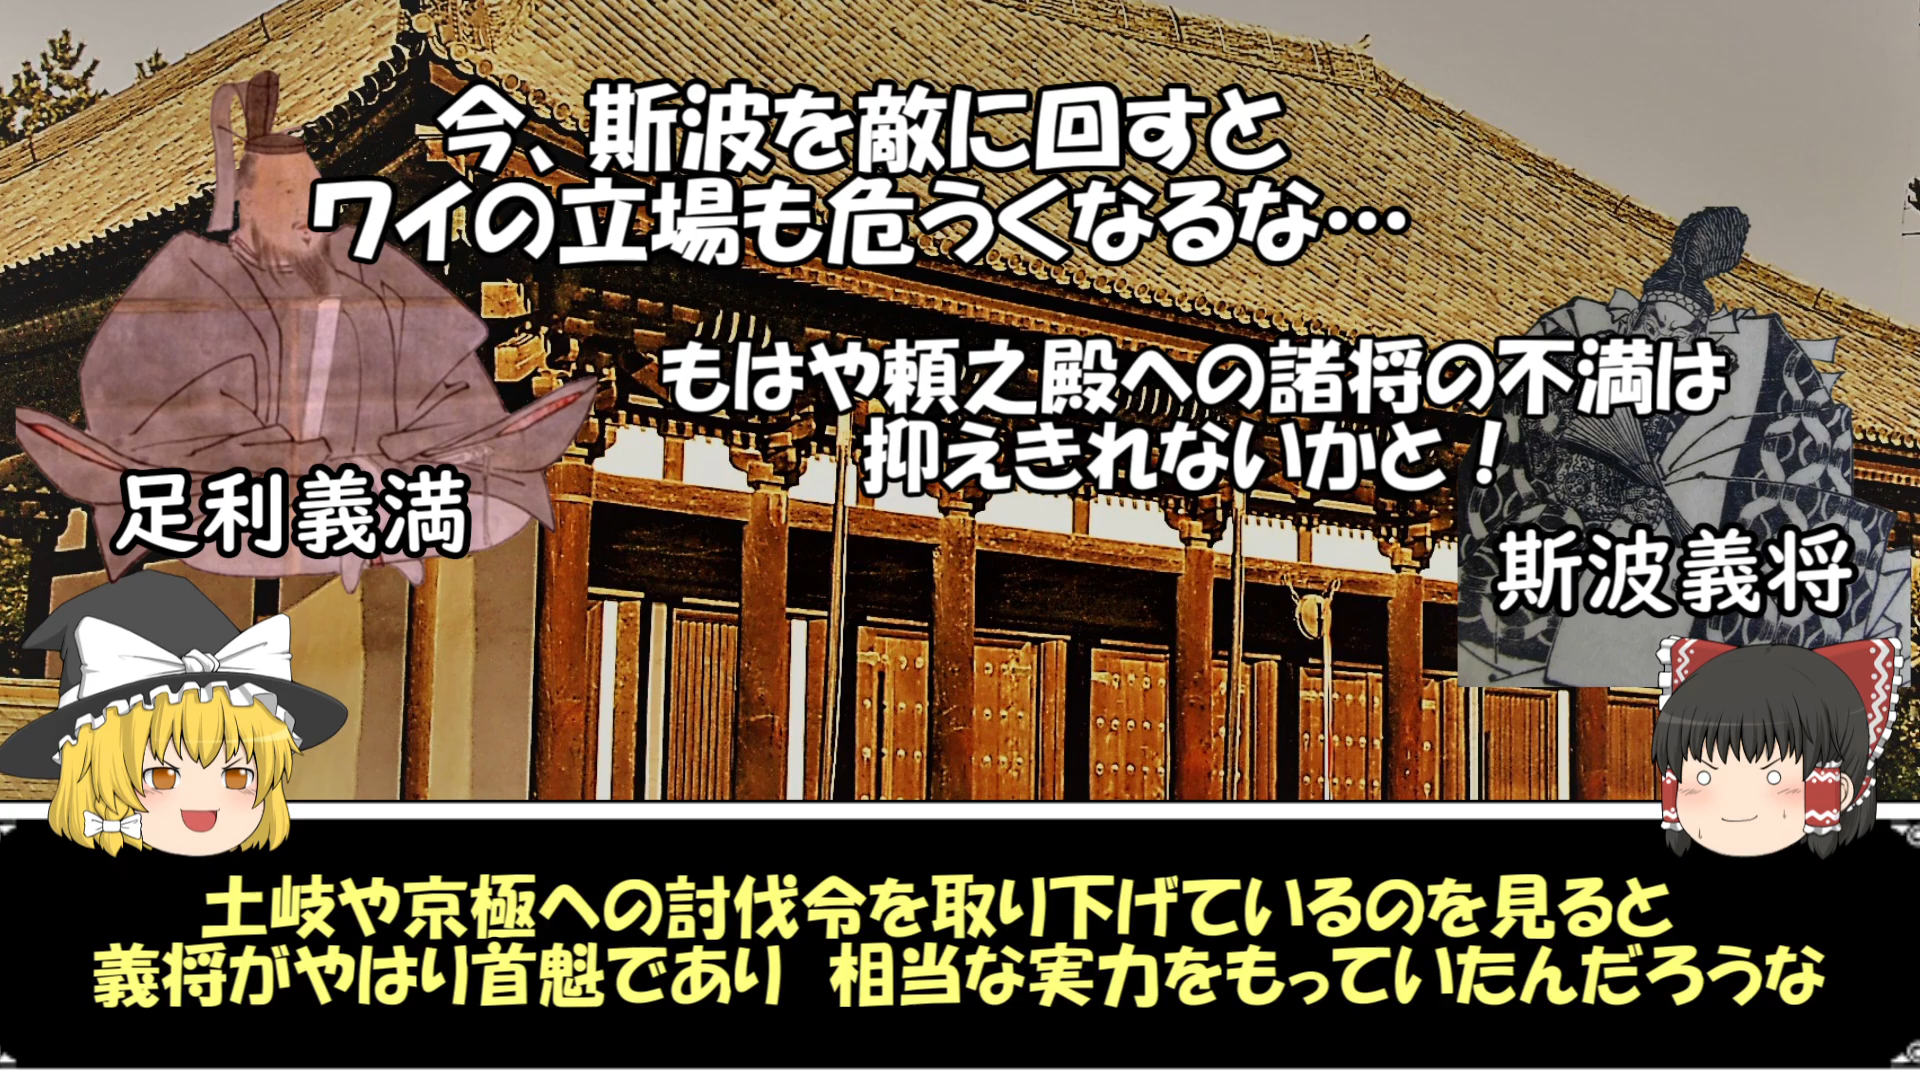 今、斯波を敵に回すと
ワイの立場も危うくなるな…
もはや頼之殿への諸将の不満は
抑えきれないかと！
足利義満
斯波義将
土岐や京極への討伐令を取り下げているのを見ると
義将がやはり首魁であり　相当な実力をもっていたんだろうな